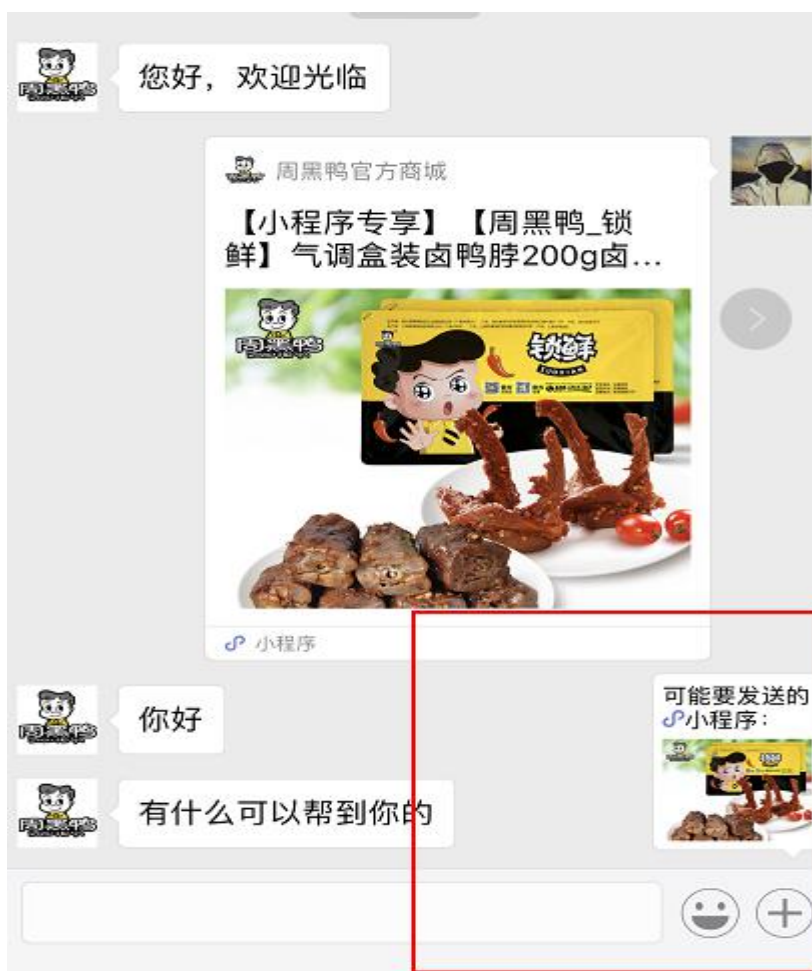 您好，欢迎光临
周黑鸭官方商城
【小程序专享】【周黑鸭_锁
鲜】气调盒装卤鸭脖200g卤...
周黑鸭
锁鲜
小程序
你好
可能要发送的
小程序：
有什么可以帮到你的